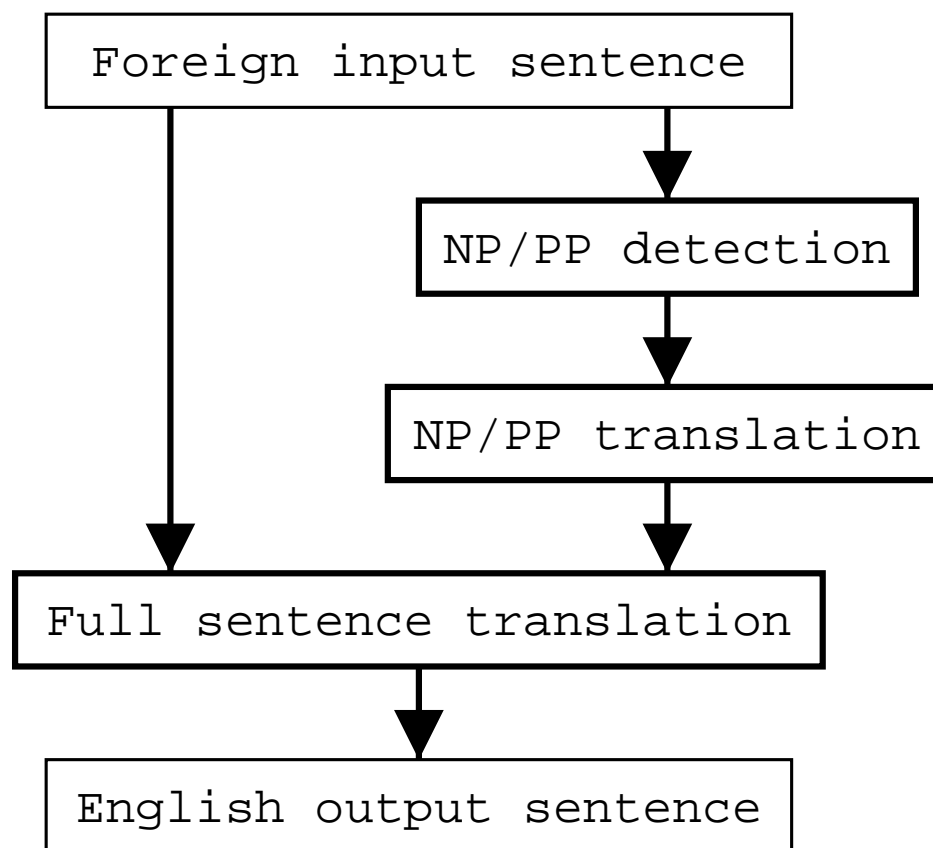 Foreign input sentence
NP/PP detection
NP/PP translation
Full sentence translation
English output sentence